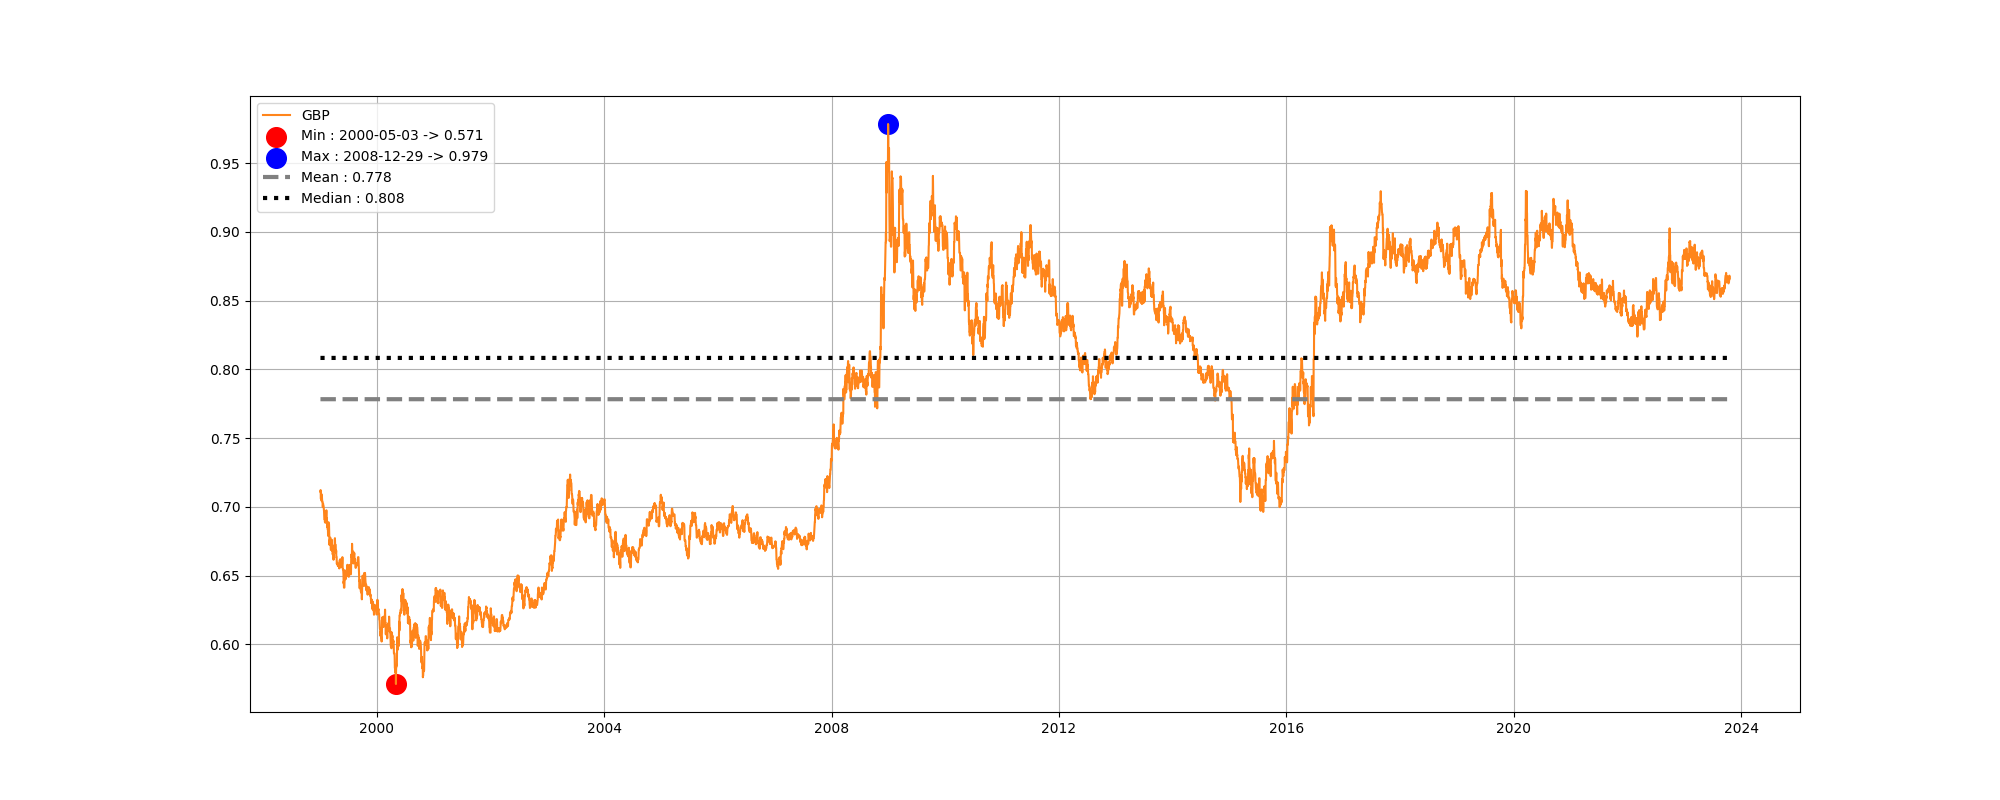 GBP
Min : 2000-05-03 -> 0.571
Max : 2008-12-29 -> 0.979
Mean : 0.778
Median : 0.808
0.95
0.90
0.85
0.80
0.75
0.70
0.65
0.60
2000 2004 2008 2012 2016 2020 2024